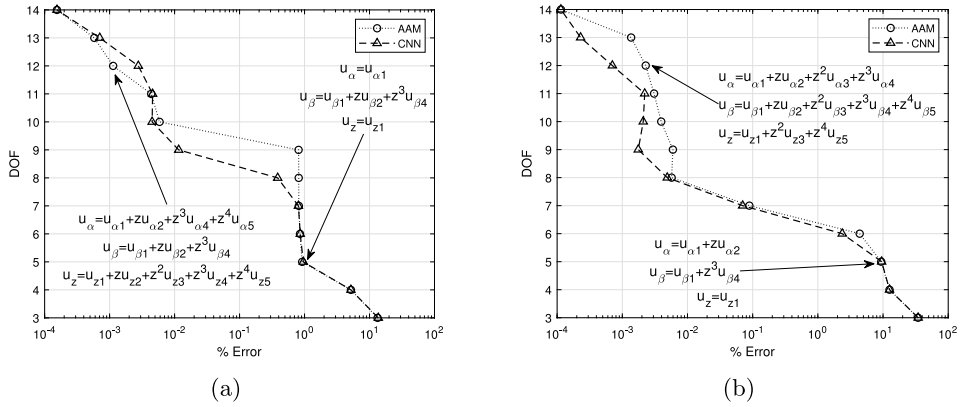 14
13
12
11
10
9
8
7
6
5
4
3
DOF
10^-4
10^-3
10^-2
10^-1
10^0
10^1
10^2
% Error
AAM
CNN
u_α=u_α1
u_β=u_β1+zu_β2+z^3u_β4
u_z=u_z1
u_α=u_α1+zu_α2+z^3u_α4+z^4u_α5
u_β=u_β1+zu_β2+z^3u_β4
u_z=u_z1+zu_z2+z^2u_z3+z^3u_z4+z^4u_z5
(a)
14
13
12
11
10
9
8
7
6
5
4
3
DOF
10^-4
10^-3
10^-2
10^-1
10^0
10^1
10^2
% Error
AAM
CNN
u_α=u_α1+zu_α2+z^2u_α3+z^3u_α4
u_β=u_β1+zu_β2+z^2u_β3+z^3u_β4+z^4u_β5
u_z=u_z1+z^2u_z3+z^4u_z5
u_α=u_α1+zu_α2
u_β=u_β1+z^3u_β4
u_z=u_z1
(b)